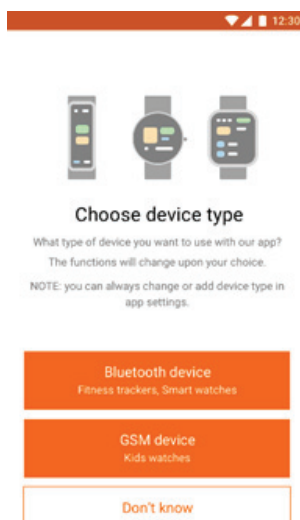 12:30
Choose device type
What type of device you want to use with our app?
The functions will change upon your choice.
NOTE: you can always change or add device type in
app settings.
Bluetooth device
Fitness trackers, Smart watches
GSM device
Kids watches
Don't know